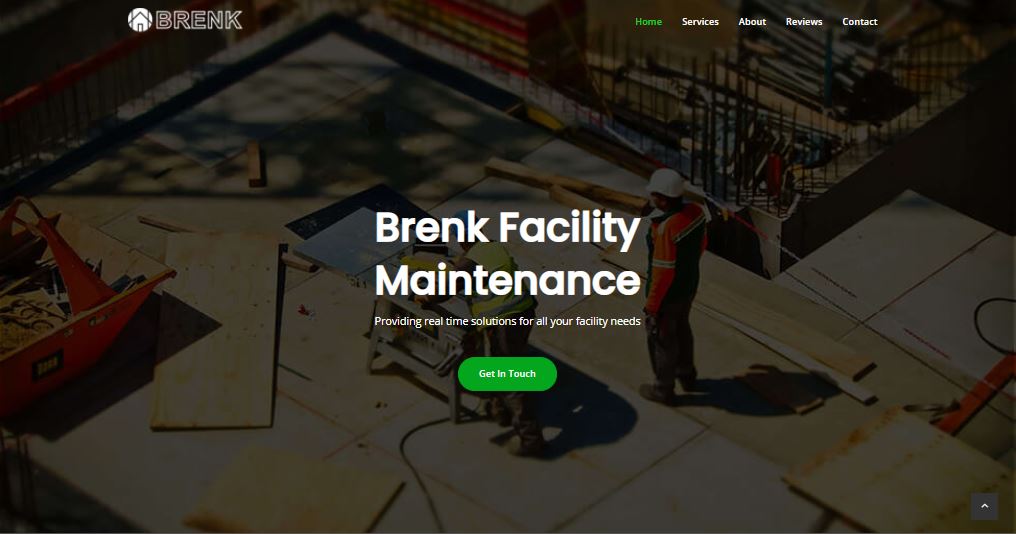 BRENK
Home Services About Reviews Contact
Brenk Facility
Maintenance
Providing real time solutions for all your facility needs
Get In Touch